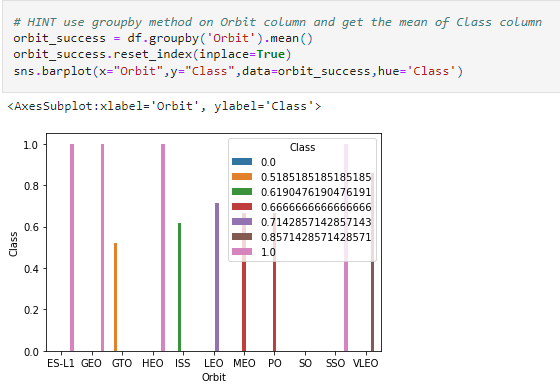 # HINT use groupby method on Orbit column and get the mean of Class column
orbit_success = df.groupby('Orbit').mean()
orbit_success.reset_index(inplace=True)
sns.barplot(x="Orbit",y="Class",data=orbit_success,hue='Class')
<AxesSubplot:xlabel='Orbit', ylabel='Class'>
Class
0.0
0.5185185185185185
0.6190476190476191
0.6666666666666666
0.7142857142857143
0.8571428571428571
1.0
1.0
0.8
0.6
0.4
0.2
0.0
Class
ES-L1 GEO GTO HEO ISS LEO MEO PO SO SSO VLEO
Orbit